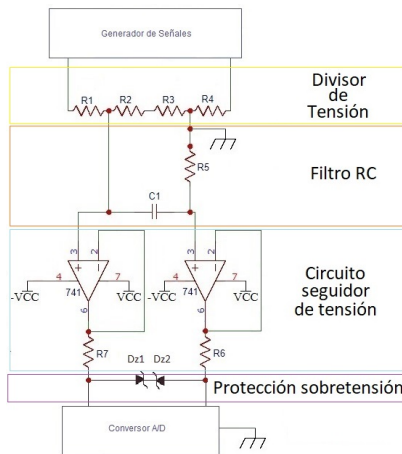 Generador de Señales
R1
R2
R3
R4
Divisor
de
Tensión
R5
Filtro RC
C1
3
2
3
2
+
+
4
7
4
7
-VCC
741
VCC
-VCC
741
VCC
6
6
Circuito
seguidor
de tensión
R7
Dz1
Dz2
R6
Protección sobretensión
Conversor A/D